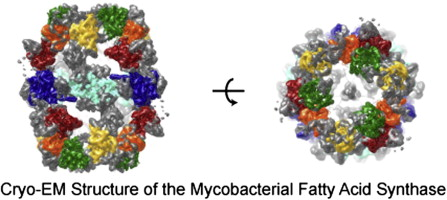 Cryo-EM Structure of the Mycobacterial Fatty Acid Synthase